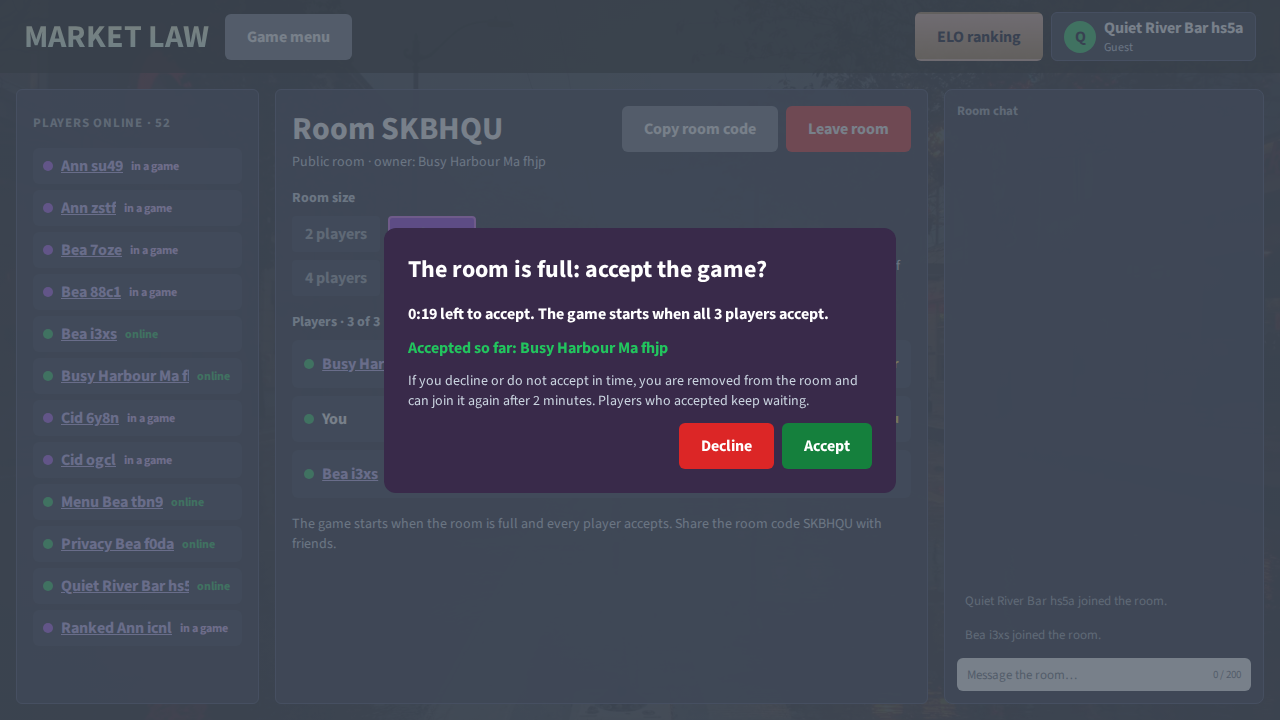 MARKET LAW
Game menu
ELO ranking
Q
Quiet River Bar hs5a
Guest
PLAYERS ONLINE · 52
Ann su49 in a game
Ann zstf in a game
Bea 7oze in a game
Bea 88c1 in a game
Bea i3xs online
Busy Harbour Ma f online
Cid 6y8n in a game
Cid ogcl in a game
Menu Bea tbn9 online
Privacy Bea f0da online
Quiet River Bar hs5 online
Ranked Ann icnl in a game
Room SKBHQU
Copy room code
Leave room
Public room · owner: Busy Harbour Ma fhjp
Room size
2 players
4 players
Players · 3 of 3
Busy Har
You
Bea i3xs
The game starts when the room is full and every player accepts. Share the room code SKBHQU with
friends.
The room is full: accept the game?
0:19 left to accept. The game starts when all 3 players accept.
Accepted so far: Busy Harbour Ma fhjp
If you decline or do not accept in time, you are removed from the room and
can join it again after 2 minutes. Players who accepted keep waiting.
Decline
Accept
Room chat
Quiet River Bar hs5a joined the room.
Bea i3xs joined the room.
Message the room…
0 / 200